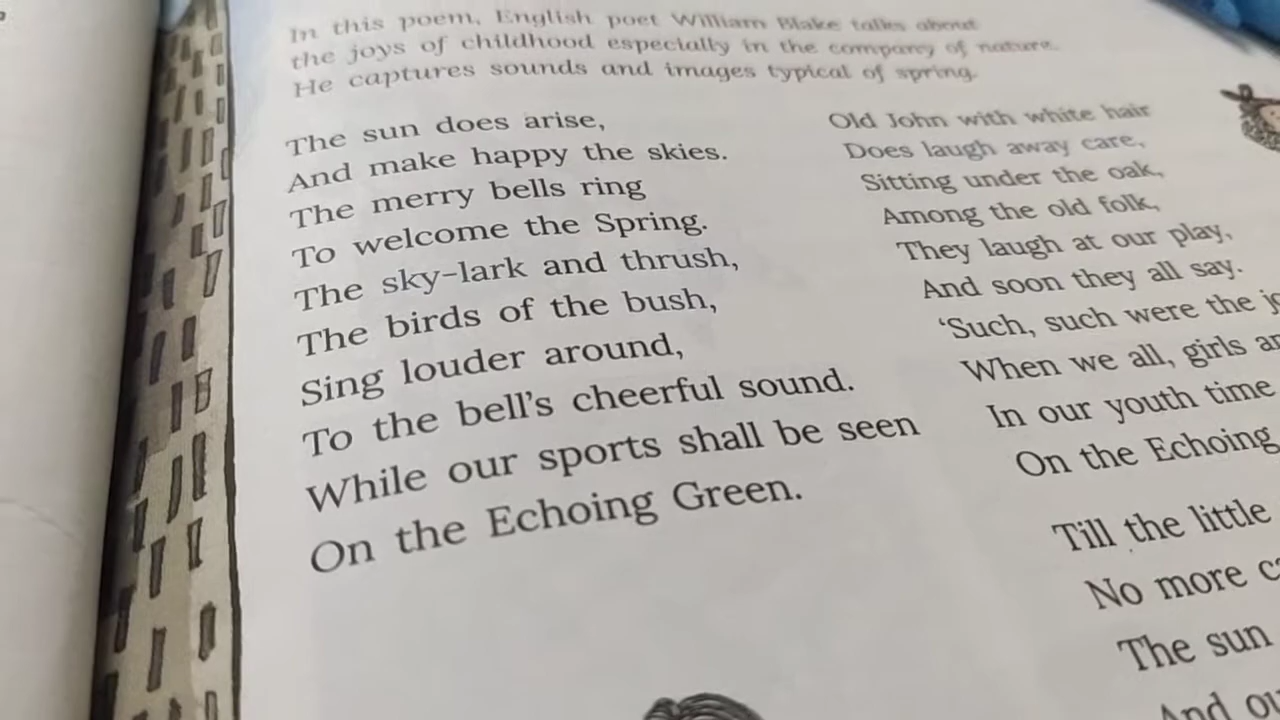 In this poem, English poet William Blake talks about
the joys of childhood especially in the company of nature.
He captures sounds and images typical of spring.
The sun does arise,
And make happy the skies.
The merry bells ring
To welcome the Spring.
The sky-lark and thrush,
The birds of the bush,
Sing louder around,
To the bell's cheerful sound.
While our sports shall be seen
On the Echoing Green.
Old John with white hair
Does laugh away care,
Sitting under the oak,
Among the old folk,
They laugh at our play,
And soon they all say.
‘Such, such were the
When we all, girls
In our youth time
On the Echoing
Till the little
No more
The sun
And